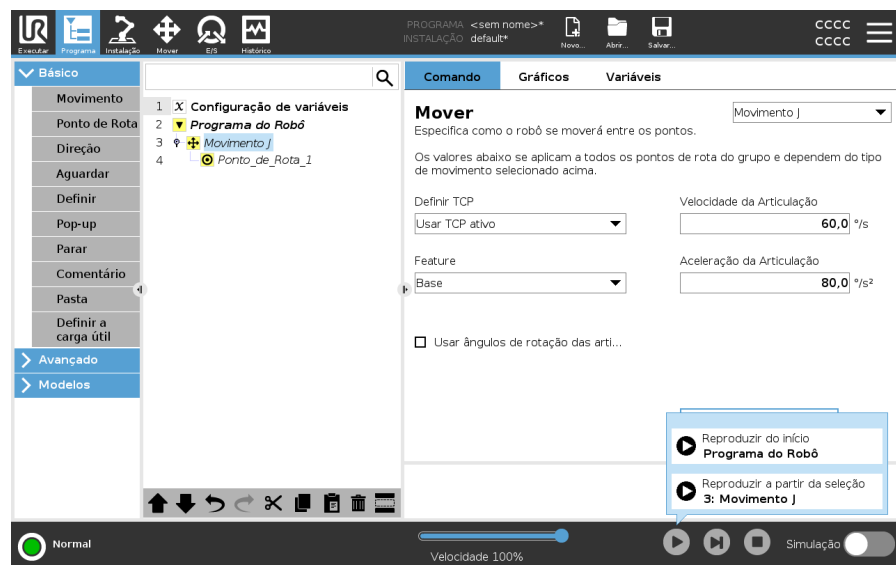 UR
PROGRAMA <sem nome>*
INSTALAÇÃO default*
Executar
Programa
Instalação
Mover
E/S
Histórico
Novo...
Abrir...
Salvar...
CCCC
CCCC
Básico
Movimento
Ponto de Rota
Direção
Aguardar
Definir
Pop-up
Parar
Comentário
Pasta
Definir a
carga útil
Avançado
Modelos
1 X Configuração de variáveis
2 Programa do Robô
3 Movimento J
4 Ponto_de_Rota_1
Comando Gráficos Variáveis
Mover
Movimento J
Especifica como o robô se moverá entre os pontos.
Os valores abaixo se aplicam a todos os pontos de rota do grupo e dependem do tipo
de movimento selecionado acima.
Definir TCP
Usar TCP ativo
Velocidade da Articulação
60,0 °/s
Feature
Base
Aceleração da Articulação
80,0 °/s²
Usar ângulos de rotação das arti...
Reproduzir do início
Programa do Robô
Reproduzir a partir da seleção
3: Movimento J
Normal
Velocidade 100%
Simulação